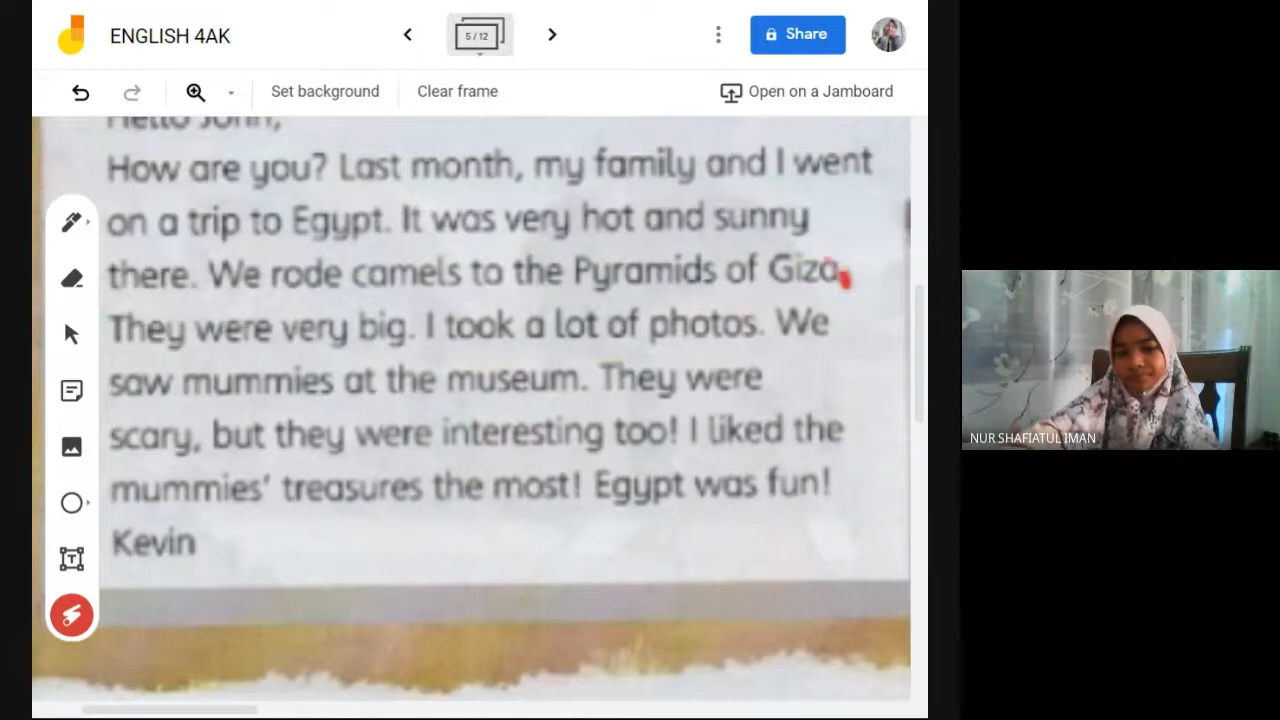 ENGLISH 4AK
5 / 12
Share
Set background
Clear frame
Open on a Jamboard
Hello John,
How are you? Last month, my family and I went
on a trip to Egypt. It was very hot and sunny
there. We rode camels to the Pyramids of Giza.
They were very big. I took a lot of photos. We
saw mummies at the museum. They were
scary, but they were interesting too! I liked the
mummies' treasures the most! Egypt was fun!
Kevin
NUR SHAFIATUL IMAN